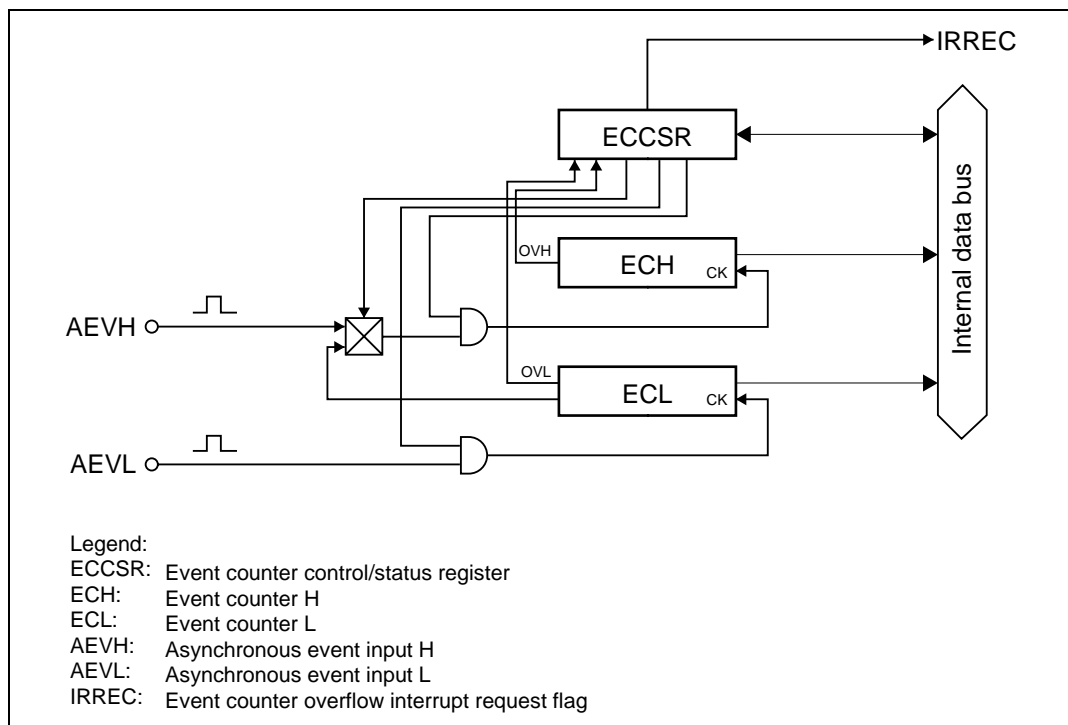 IRREC
ECCSR
Internal data bus
OVH
ECH
CK
AEVH
OVL
ECL
CK
AEVL
Legend:
ECCSR: Event counter control/status register
ECH: Event counter H
ECL: Event counter L
AEVH: Asynchronous event input H
AEVL: Asynchronous event input L
IRREC: Event counter overflow interrupt request flag